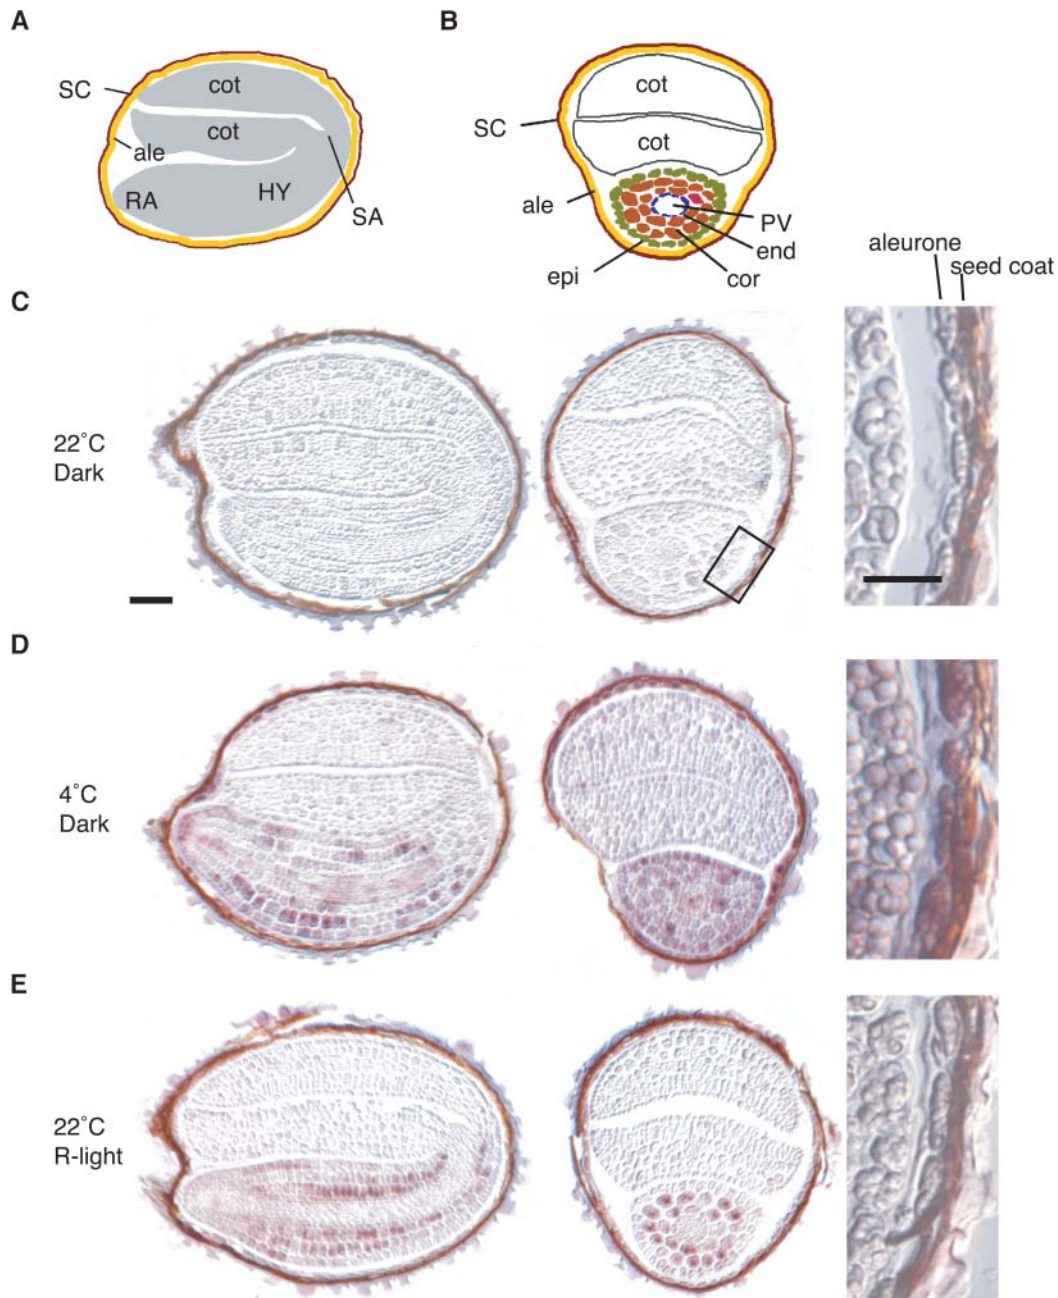 A
SC
cot
cot
ale
RA
HY
SA
B
cot
SC
cot
ale
PV
end
epi
cor
aleurone
seed coat
C
22˚C
Dark
D
4˚C
Dark
E
22˚C
R-light